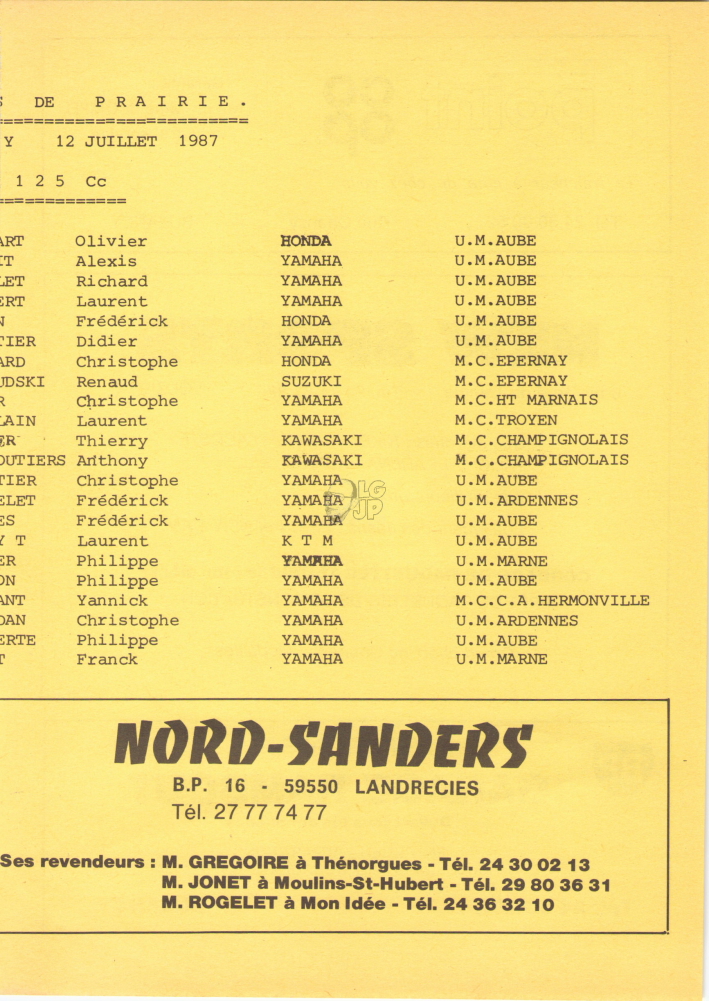 S DE P R A I R I E .
=========================
Y 12 JUILLET 1987
1 2 5 Cc
=============
ART Olivier HONDA U.M.AUBE
IT Alexis YAMAHA U.M.AUBE
LET Richard YAMAHA U.M.AUBE
ERT Laurent YAMAHA U.M.AUBE
N Frédérick HONDA U.M.AUBE
TIER Didier YAMAHA U.M.AUBE
ARD Christophe HONDA M.C.EPERNAY
UDSKI Renaud SUZUKI M.C.EPERNAY
R Christophe YAMAHA M.C.HT MARNAIS
LAIN Laurent YAMAHA M.C.TROYEN
ER Thierry KAWASAKI M.C.CHAMPIGNOLAIS
OUTIERS Anthony KAWASAKI M.C.CHAMPIGNOLAIS
TIER Christophe YAMAHA U.M.AUBE
ELET Frédérick YAMAHA U.M.ARDENNES
ES Frédérick YAMAHA U.M.AUBE
Y T Laurent K T M U.M.AUBE
ER Philippe YAMAHA U.M.MARNE
ON Philippe YAMAHA U.M.AUBE
ANT Yannick YAMAHA M.C.C.A.HERMONVILLE
DAN Christophe YAMAHA U.M.ARDENNES
ERTE Philippe YAMAHA U.M.AUBE
T Franck YAMAHA U.M.MARNE
LG
JP
NORD-SANDERS
B.P. 16 - 59550 LANDRECIES
Tél. 27 77 74 77
Ses revendeurs : M. GREGOIRE à Thénorgues - Tél. 24 30 02 13
M. JONET à Moulins-St-Hubert - Tél. 29 80 36 31
M. ROGELET à Mon Idée - Tél. 24 36 32 10